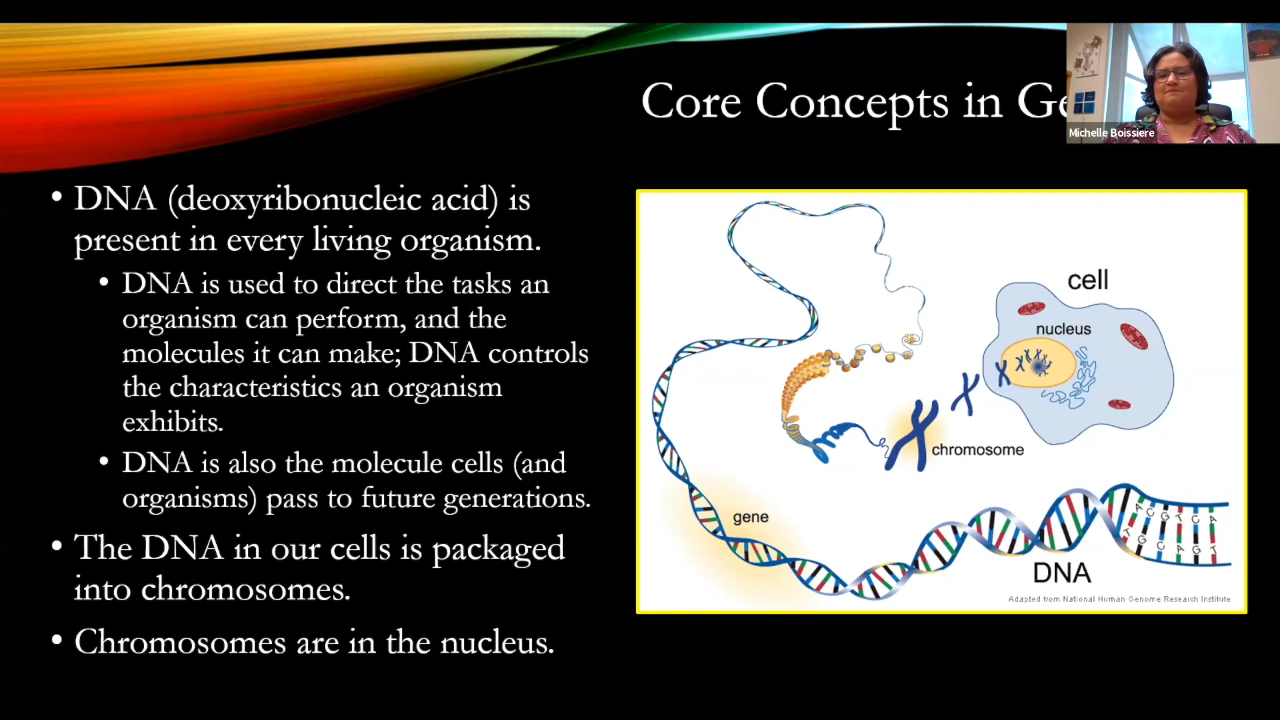 Core Concepts in Ge
Michelle Boissiere
• DNA (deoxyribonucleic acid) is
present in every living organism.
• DNA is used to direct the tasks an
organism can perform, and the
molecules it can make; DNA controls
the characteristics an organism
exhibits.
• DNA is also the molecule cells (and
organisms) pass to future generations.
• The DNA in our cells is packaged
into chromosomes.
• Chromosomes are in the nucleus.
cell
nucleus
chromosome
gene
A C G T C A
T G C A G T
DNA
Adapted from National Human Genome Research Institute